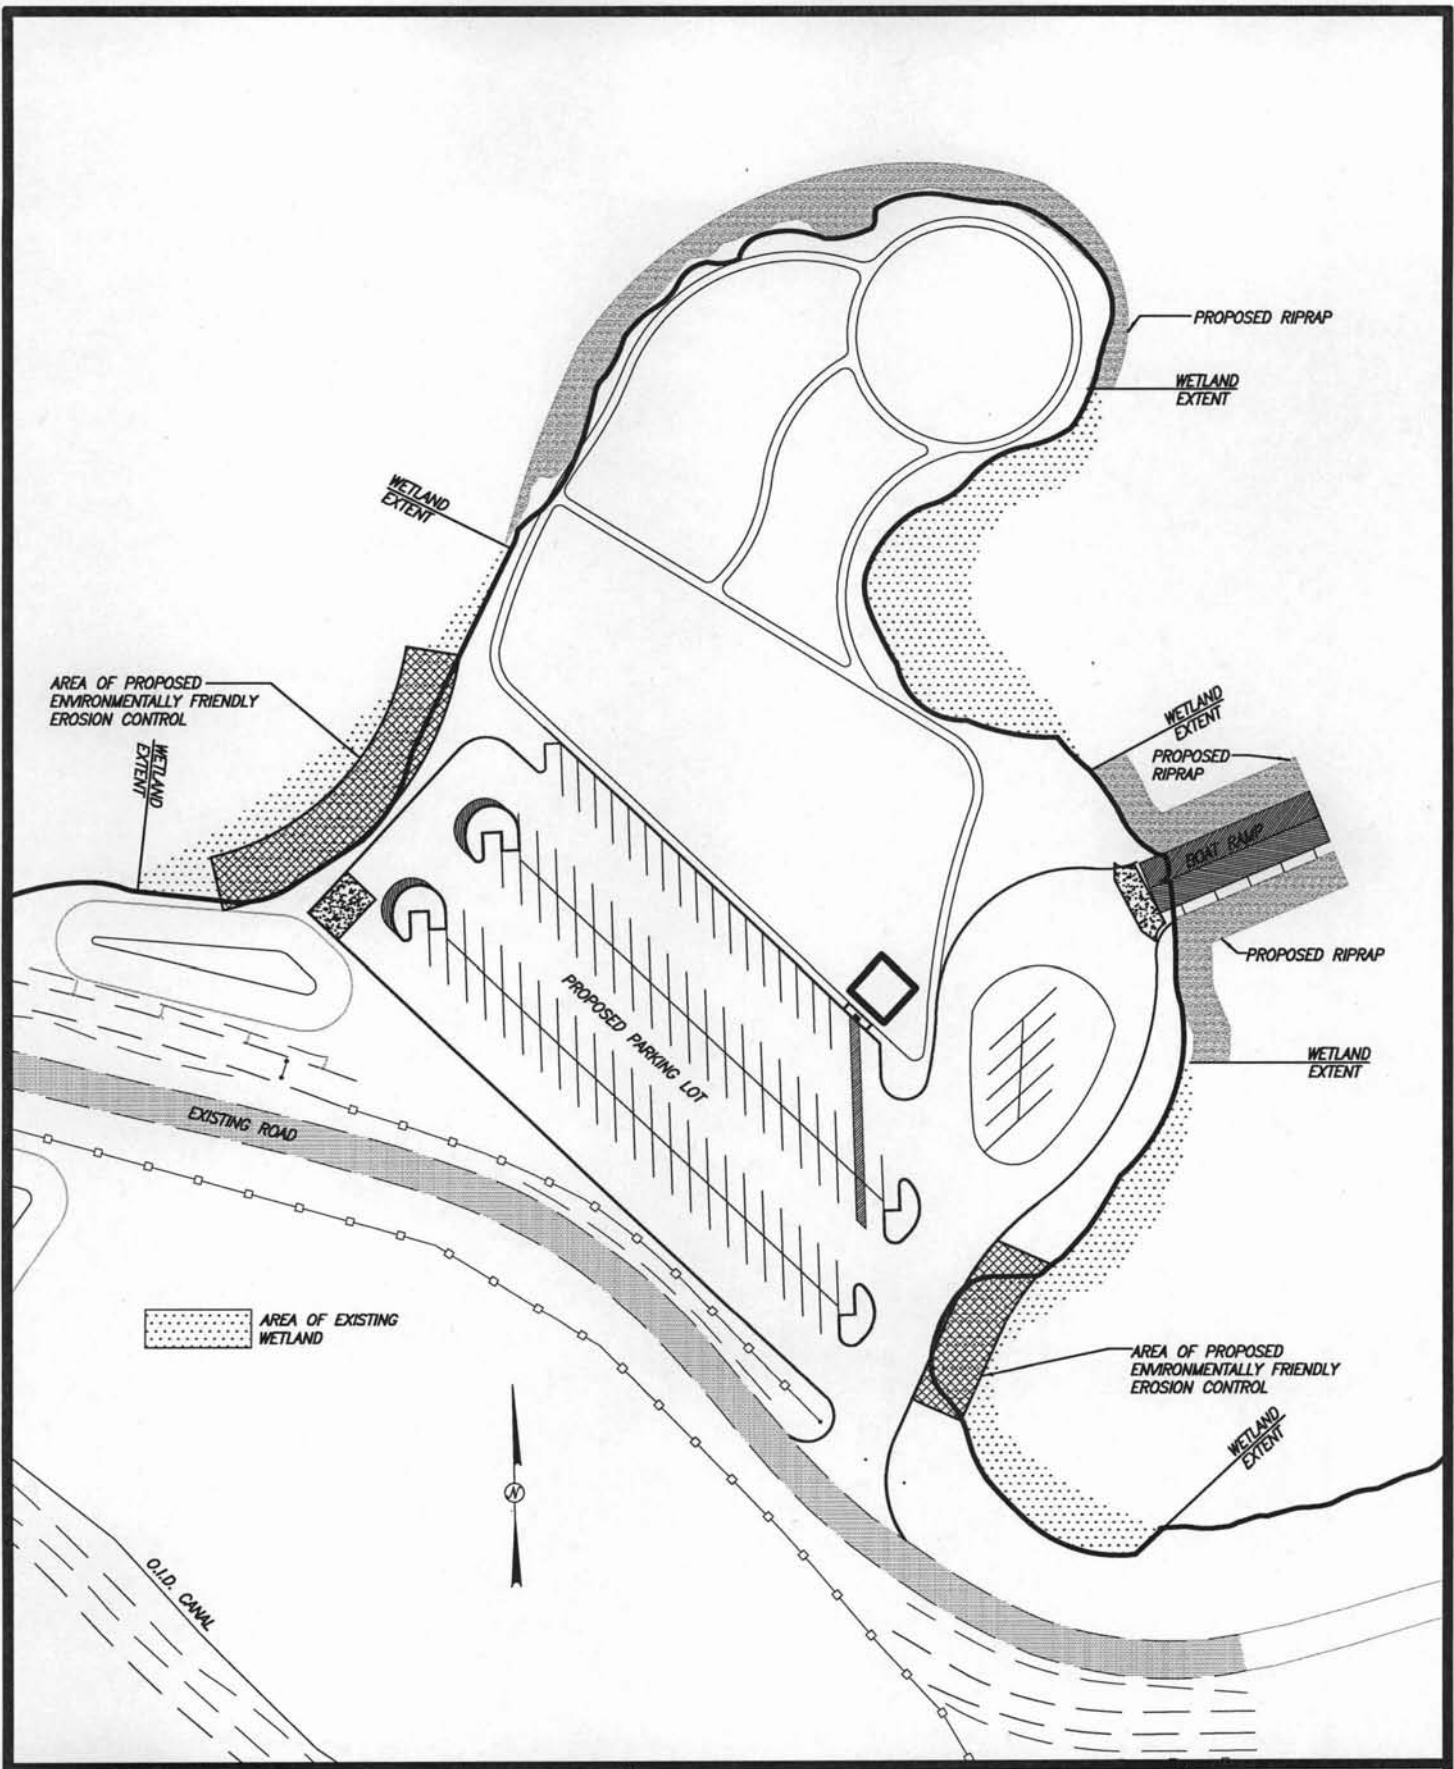 PROPOSED RIPRAP
WETLAND
EXTENT
WETLAND
EXTENT
AREA OF PROPOSED
ENVIRONMENTALLY FRIENDLY
EROSION CONTROL
WETLAND
EXTENT
WETLAND
EXTENT
PROPOSED
RIPRAP
BOAT RAMP
PROPOSED RIPRAP
PROPOSED PARKING LOT
WETLAND
EXTENT
EXISTING ROAD
AREA OF EXISTING
WETLAND
AREA OF PROPOSED
ENVIRONMENTALLY FRIENDLY
EROSION CONTROL
WETLAND
EXTENT
N
O.I.D. CANAL